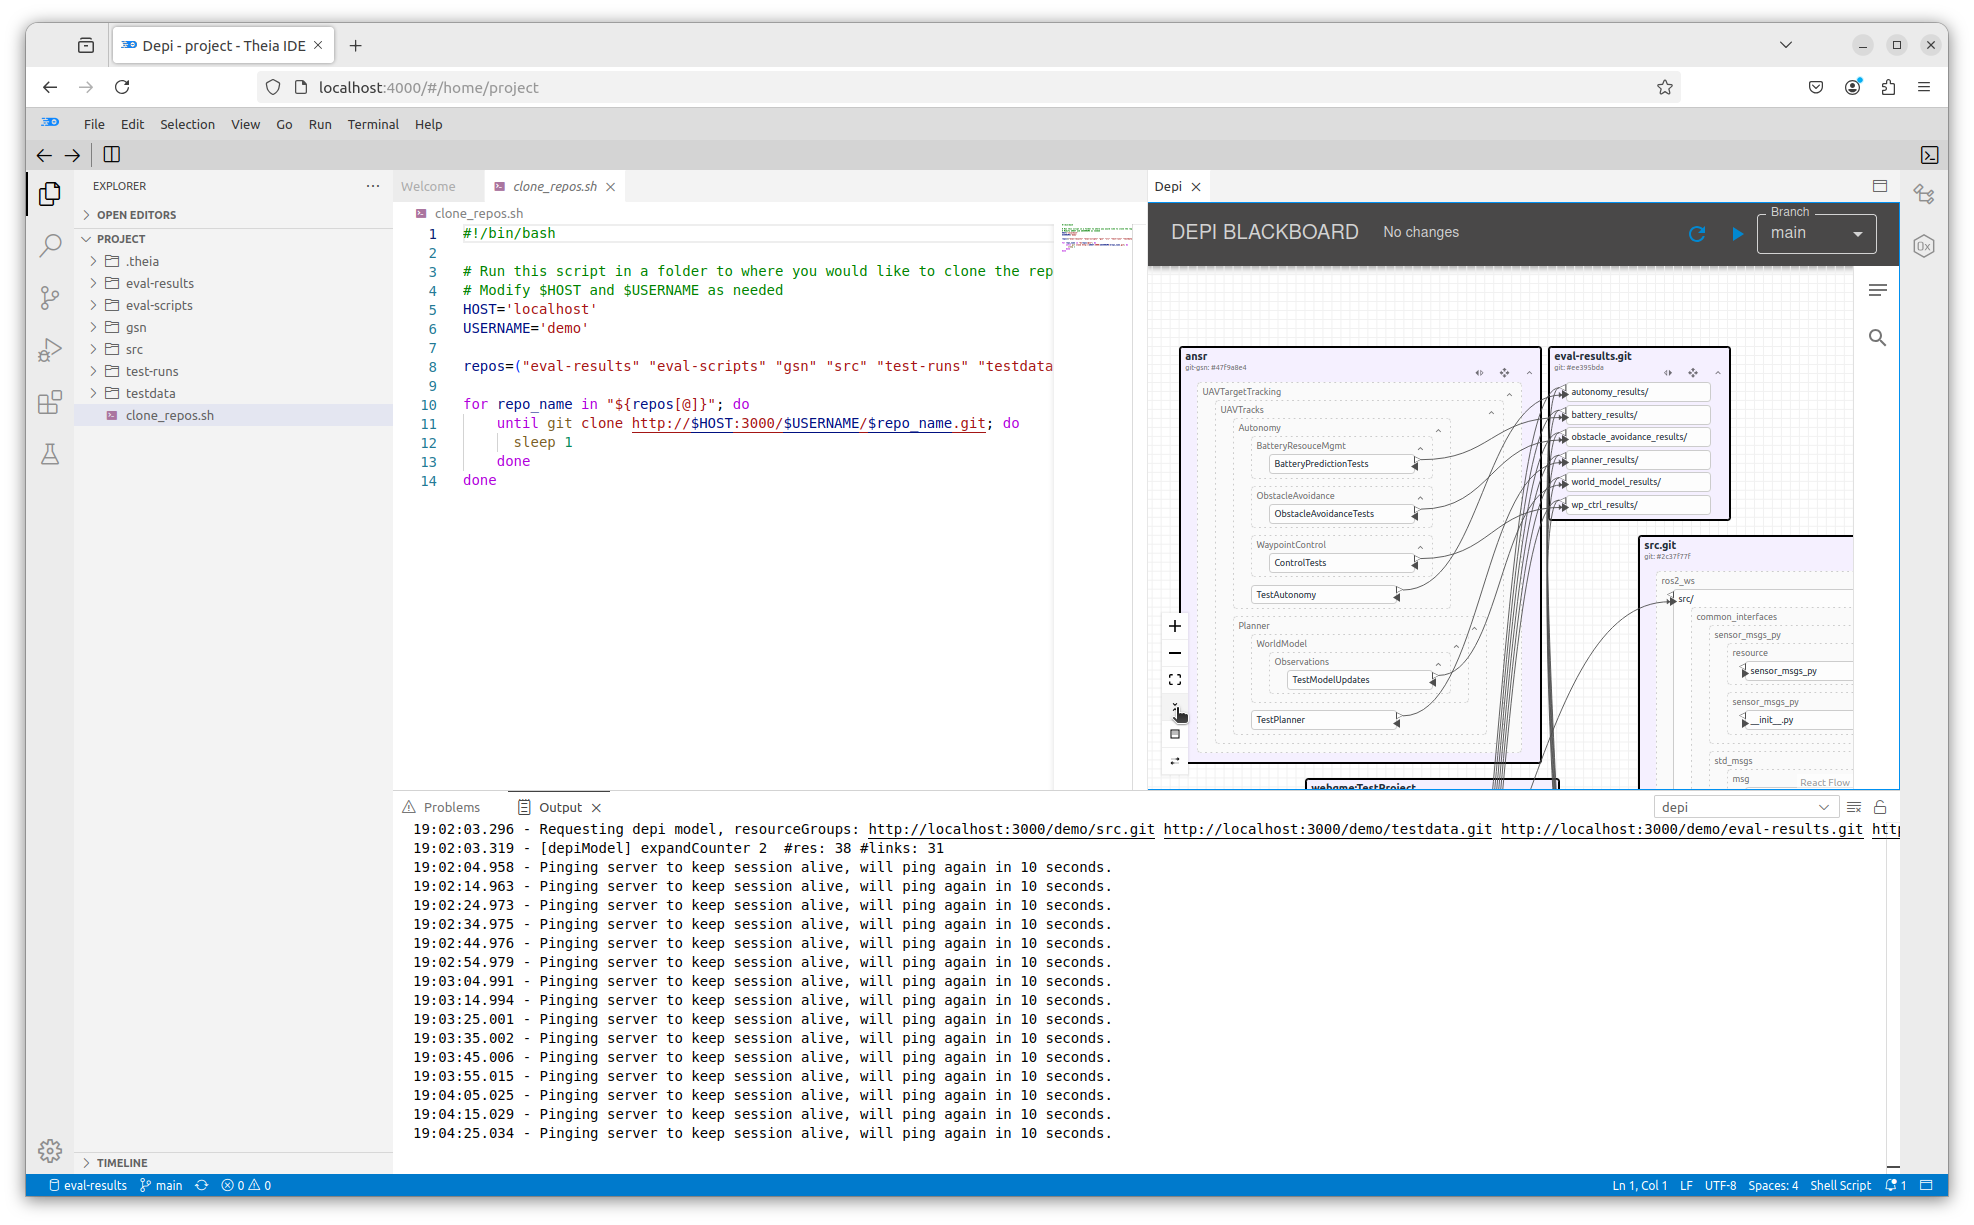 Depi - project - Theia IDE
localhost:4000/#/home/project
File Edit Selection View Go Run Terminal Help
EXPLORER
OPEN EDITORS
PROJECT
.theia
eval-results
eval-scripts
gsn
src
test-runs
testdata
clone_repos.sh
TIMELINE
Welcome clone_repos.sh
clone_repos.sh
1 #!/bin/bash
2
3 # Run this script in a folder to where you would like to clone the rep
4 # Modify $HOST and $USERNAME as needed
5 HOST='localhost'
6 USERNAME='demo'
7
8 repos=("eval-results" "eval-scripts" "gsn" "src" "test-runs" "testdata
9
10 for repo_name in "${repos[@]}"; do
11 until git clone http://$HOST:3000/$USERNAME/$repo_name.git; do
12 sleep 1
13 done
14 done
Depi
DEPI BLACKBOARD No changes
Branch
main
ansr
git-gsn: #47f9a8e4
UAVTargetTracking
UAVTracks
Autonomy
BatteryResouceMgmt
BatteryPredictionTests
ObstacleAvoidance
ObstacleAvoidanceTests
WaypointControl
ControlTests
TestAutonomy
Planner
WorldModel
Observations
TestModelUpdates
TestPlanner
eval-results.git
git: #ee395bda
autonomy_results/
battery_results/
obstacle_avoidance_results/
planner_results/
world_model_results/
wp_ctrl_results/
src.git
git: #2c37f77f
ros2_ws
src/
common_interfaces
sensor_msgs_py
resource
sensor_msgs_py
sensor_msgs_py
__init__.py
std_msgs
msg
React Flow
webgme:TestProject
Problems Output
depi
19:02:03.296 - Requesting depi model, resourceGroups: http://localhost:3000/demo/src.git http://localhost:3000/demo/testdata.git http://localhost:3000/demo/eval-results.git http
19:02:03.319 - [depiModel] expandCounter 2 #res: 38 #links: 31
19:02:04.958 - Pinging server to keep session alive, will ping again in 10 seconds.
19:02:14.963 - Pinging server to keep session alive, will ping again in 10 seconds.
19:02:24.973 - Pinging server to keep session alive, will ping again in 10 seconds.
19:02:34.975 - Pinging server to keep session alive, will ping again in 10 seconds.
19:02:44.976 - Pinging server to keep session alive, will ping again in 10 seconds.
19:02:54.979 - Pinging server to keep session alive, will ping again in 10 seconds.
19:03:04.991 - Pinging server to keep session alive, will ping again in 10 seconds.
19:03:14.994 - Pinging server to keep session alive, will ping again in 10 seconds.
19:03:25.001 - Pinging server to keep session alive, will ping again in 10 seconds.
19:03:35.002 - Pinging server to keep session alive, will ping again in 10 seconds.
19:03:45.006 - Pinging server to keep session alive, will ping again in 10 seconds.
19:03:55.015 - Pinging server to keep session alive, will ping again in 10 seconds.
19:04:05.025 - Pinging server to keep session alive, will ping again in 10 seconds.
19:04:15.029 - Pinging server to keep session alive, will ping again in 10 seconds.
19:04:25.034 - Pinging server to keep session alive, will ping again in 10 seconds.
eval-results main 0 0 Ln 1, Col 1 LF UTF-8 Spaces: 4 Shell Script 1